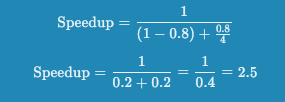 Speedup = 1 / ((1 − 0.8) + 0.8/4)
Speedup = 1 / (0.2 + 0.2) = 1 / 0.4 = 2.5